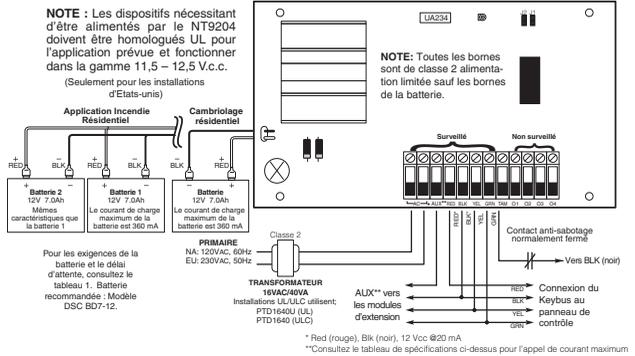 NOTE : Les dispositifs nécessitant
d'être alimentés par le NT9204
doivent être homologués UL pour
l'application prévue et fonctionner
dans la gamme 11,5 – 12,5 V.c.c.
(Seulement pour les installations
d'Etats-unis)
UA234
NOTE: Toutes les bornes
sont de classe 2 alimenta-
tion limitée sauf les bornes
de la batterie.
Application Incendie
Résidentiel
Cambriolage
résidentiel
+ – + – + –
RED BLK RED BLK RED BLK
+ – + – + –
Batterie 2
12V 7.0Ah
Mêmes
caractéristiques que
la batterie 1
Batterie 1
12V 7.0Ah
Le courant de charge
maximum de la
batterie est 360 mA
Batterie
12V 7.0Ah
Le courant de charge
maximum de la
batterie est 360 mA
Surveillé
Non surveillé
AC AUX** RED BLK YEL GRN TAM O1 O2 O3 O4
RED* BLK* YEL GRN
Pour les exigences de la
batterie et le délai
d'attente, consultez le
tableau 1. Batterie
recommandée : Modèle
DSC BD7-12.
PRIMAIRE
NA: 120VAC, 60Hz
EU: 230VAC, 50Hz
Classe 2
TRANSFORMATEUR
16VAC/40VA
Installations UL/ULC utilisent;
PTD1640U (UL)
PTD1640 (ULC)
Contact anti-sabotage
normalement fermé
Vers BLK (noir)
AUX** vers
les modules
d'extension
RED
BLK
YEL
GRN
Connexion du
Keybus au
panneau de
contrôle
* Red (rouge), Blk (noir), 12 Vcc @20 mA
**Consultez le tableau de spécifications ci-dessus pour l'appel de courant maximum